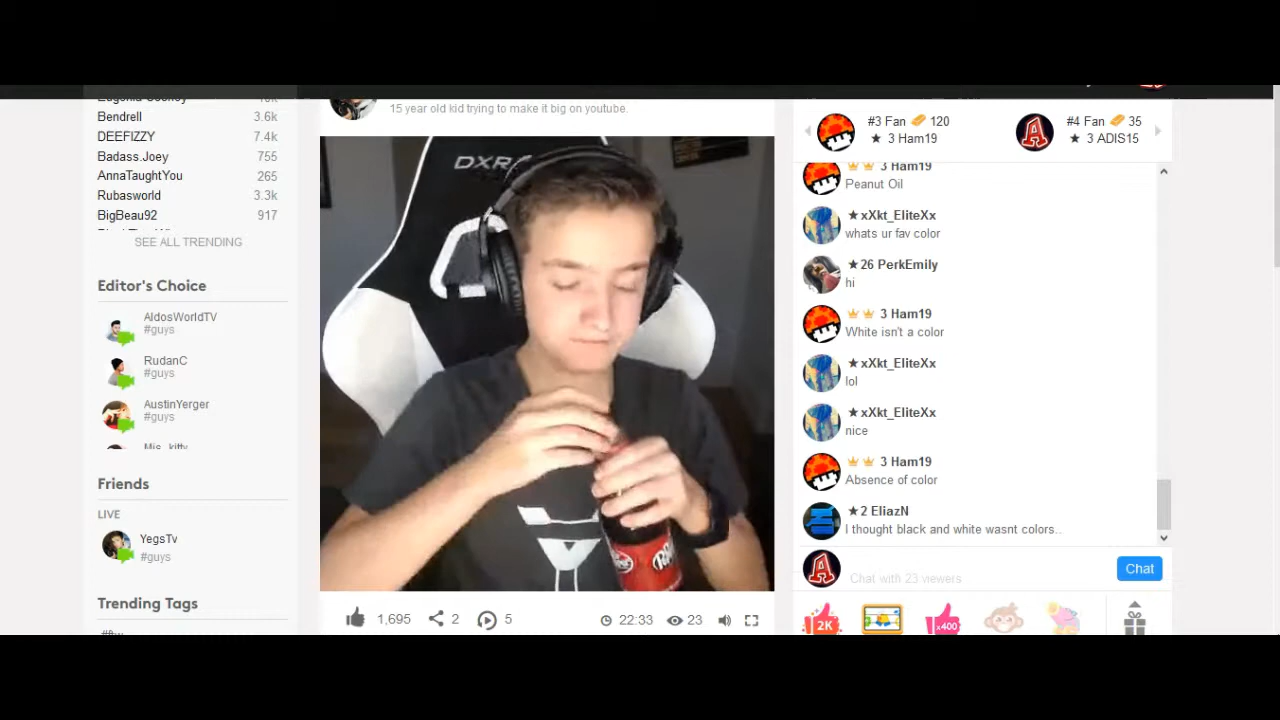 Bendrell 3.6k
DEEFIZZY 7.4k
Badass.Joey 755
AnnaTaughtYou 265
Rubasworld 3.3k
BigBeau92 917
SEE ALL TRENDING
Editor's Choice
AldosWorldTV
#guys
RudanC
#guys
AustinYerger
#guys
Friends
LIVE
YegsTv
#guys
Trending Tags
15 year old kid trying to make it big on youtube.
DXR
1,695 2 5 22:33 23
#3 Fan 120
★ 3 Ham19
#4 Fan 35
★ 3 ADIS15
3 Ham19
Peanut Oil
★xXkt_EliteXx
whats ur fav color
★26 PerkEmily
hi
3 Ham19
White isn't a color
★xXkt_EliteXx
lol
★xXkt_EliteXx
nice
3 Ham19
Absence of color
★2 EliazN
I thought black and white wasnt colors..
Chat with 23 viewers
Chat
2K
x400